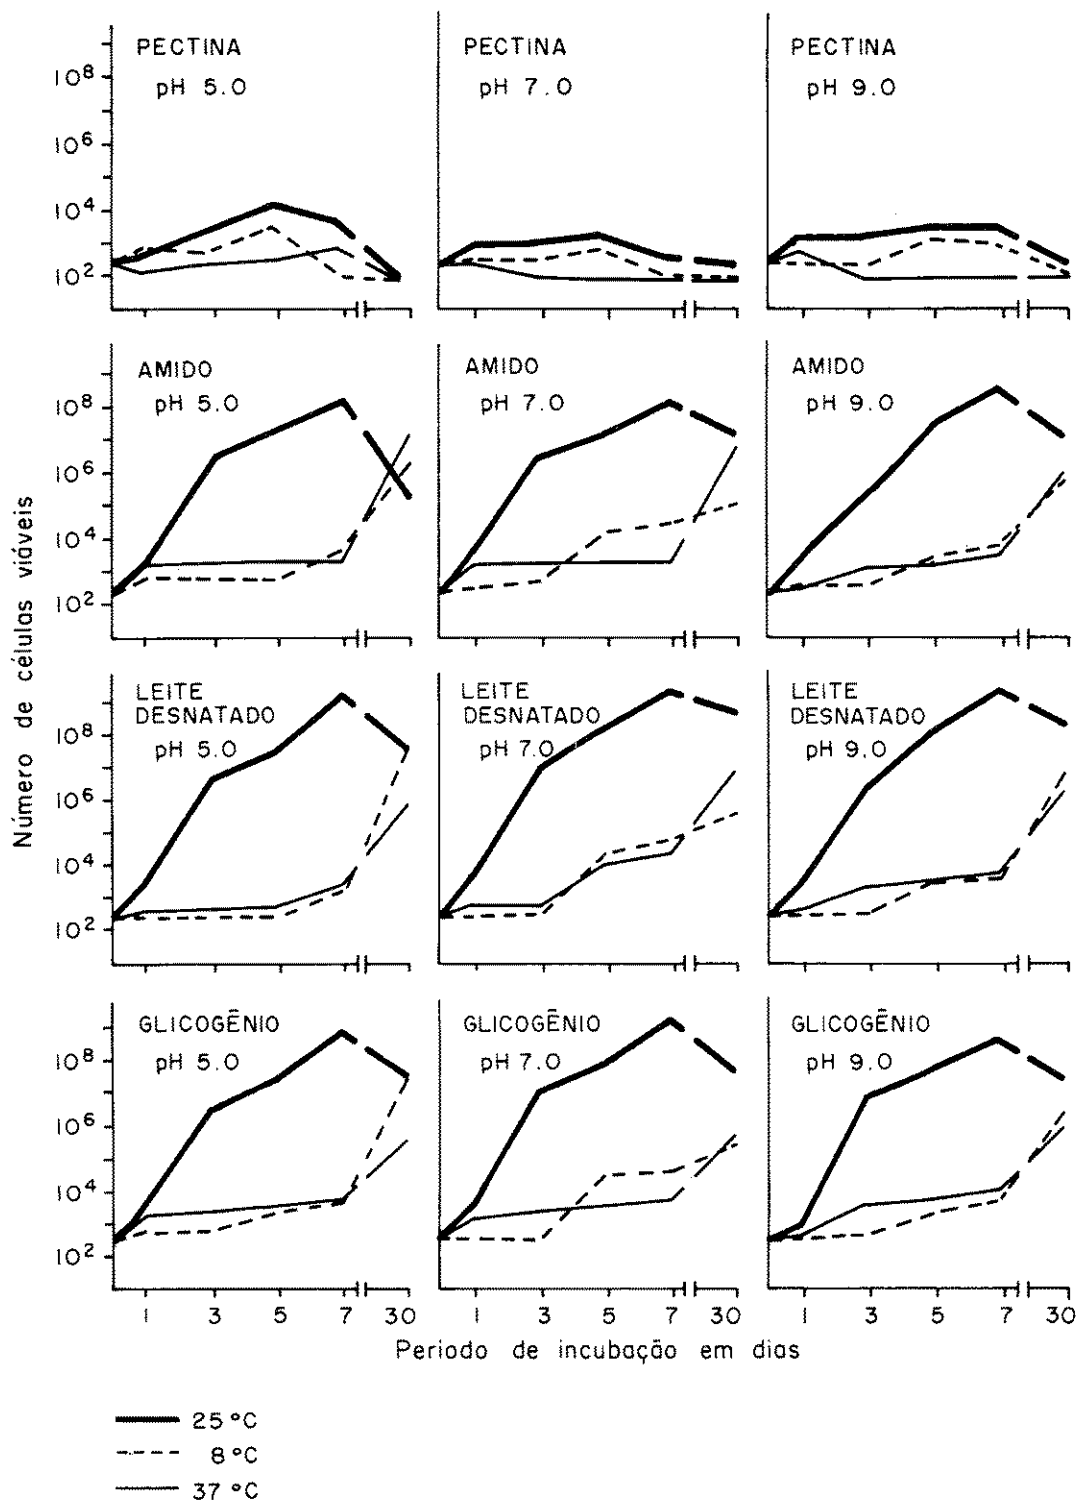 PECTINA
pH 5.0
PECTINA
pH 7.0
PECTINA
pH 9.0
10⁸
10⁶
10⁴
10²
AMIDO
pH 5.0
AMIDO
pH 7.0
AMIDO
pH 9.0
10⁸
10⁶
10⁴
10²
Número de células viáveis
LEITE
DESNATADO
pH 5.0
LEITE
DESNATADO
pH 7.0
LEITE
DESNATADO
pH 9.0
10⁸
10⁶
10⁴
10²
GLICOGÊNIO
pH 5.0
GLICOGÊNIO
pH 7.0
GLICOGÊNIO
pH 9.0
10⁸
10⁶
10⁴
10²
1 3 5 7 30 1 3 5 7 30 1 3 5 7 30
Periodo de incubação em dias
25 °C
8 °C
37 °C